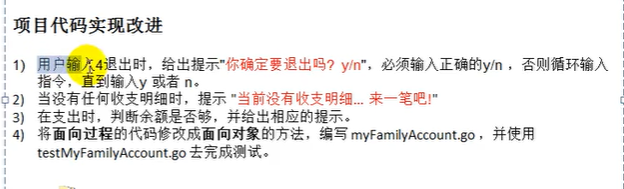 项目代码实现改进
1) 用户输入4退出时，给出提示"你确定要退出吗？y/n"，必须输入正确的y/n ，否则循环输入
指令，直到输入y 或者 n。
2) 当没有任何收支明细时，提示 "当前没有收支明细... 来一笔吧!"
3) 在支出时，判断余额是否够，并给出相应的提示。
4) 将面向过程的代码修改成面向对象的方法，编写 myFamilyAccount.go ，并使用
testMyFamilyAccount.go 去完成测试。